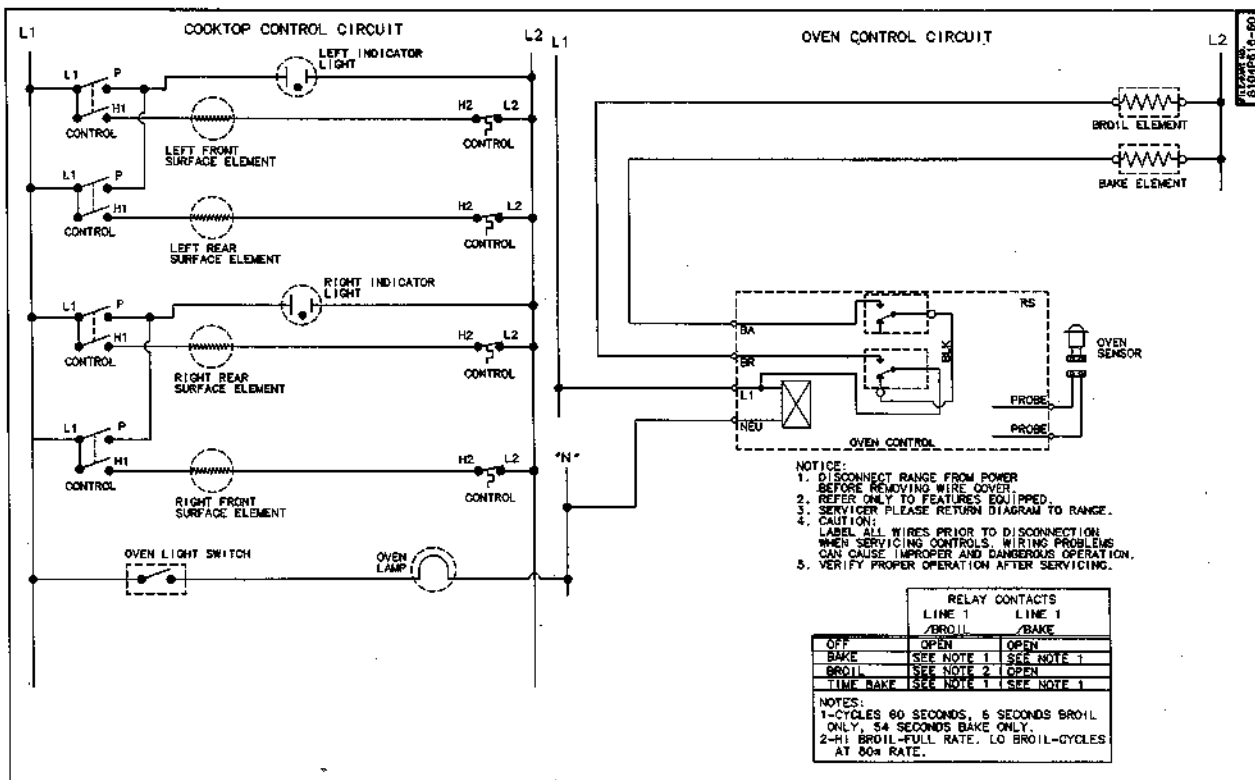 COOKTOP CONTROL CIRCUIT
OVEN CONTROL CIRCUIT
L1
L2
L1
L2
LEFT INDICATOR
LIGHT
L1
P
H1
CONTROL
LEFT FRONT
SURFACE ELEMENT
H2
L2
CONTROL
BROIL ELEMENT
BAKE ELEMENT
L1
P
H1
CONTROL
LEFT REAR
SURFACE ELEMENT
H2
L2
CONTROL
RIGHT INDICATOR
LIGHT
L1
P
H1
CONTROL
RIGHT REAR
SURFACE ELEMENT
H2
L2
CONTROL
L1
P
H1
CONTROL
RIGHT FRONT
SURFACE ELEMENT
H2
L2
CONTROL
"N"
OVEN LIGHT SWITCH
OVEN
LAMP
RS
BA
BR
BLK
L1
NEU
OVEN CONTROL
PROBE
PROBE
OVEN
SENSOR
NOTICE:
1. DISCONNECT RANGE FROM POWER
BEFORE REMOVING WIRE COVER.
2. REFER ONLY TO FEATURES EQUIPPED.
3. SERVICER PLEASE RETURN DIAGRAM TO RANGE.
4. CAUTION:
LABEL ALL WIRES PRIOR TO DISCONNECTION
WHEN SERVICING CONTROLS. WIRING PROBLEMS
CAN CAUSE IMPROPER AND DANGEROUS OPERATION.
5. VERIFY PROPER OPERATION AFTER SERVICING.
RELAY CONTACTS
LINE 1 LINE 1
/BROIL /BAKE
OFF OPEN OPEN
BAKE SEE NOTE 1 SEE NOTE 1
BROIL SEE NOTE 2 OPEN
TIME BAKE SEE NOTE 1 SEE NOTE 1
NOTES:
1-CYCLES 60 SECONDS, 6 SECONDS BROIL
ONLY, 54 SECONDS BAKE ONLY.
2-HI BROIL-FULL RATE. LO BROIL-CYCLES
AT RATE.